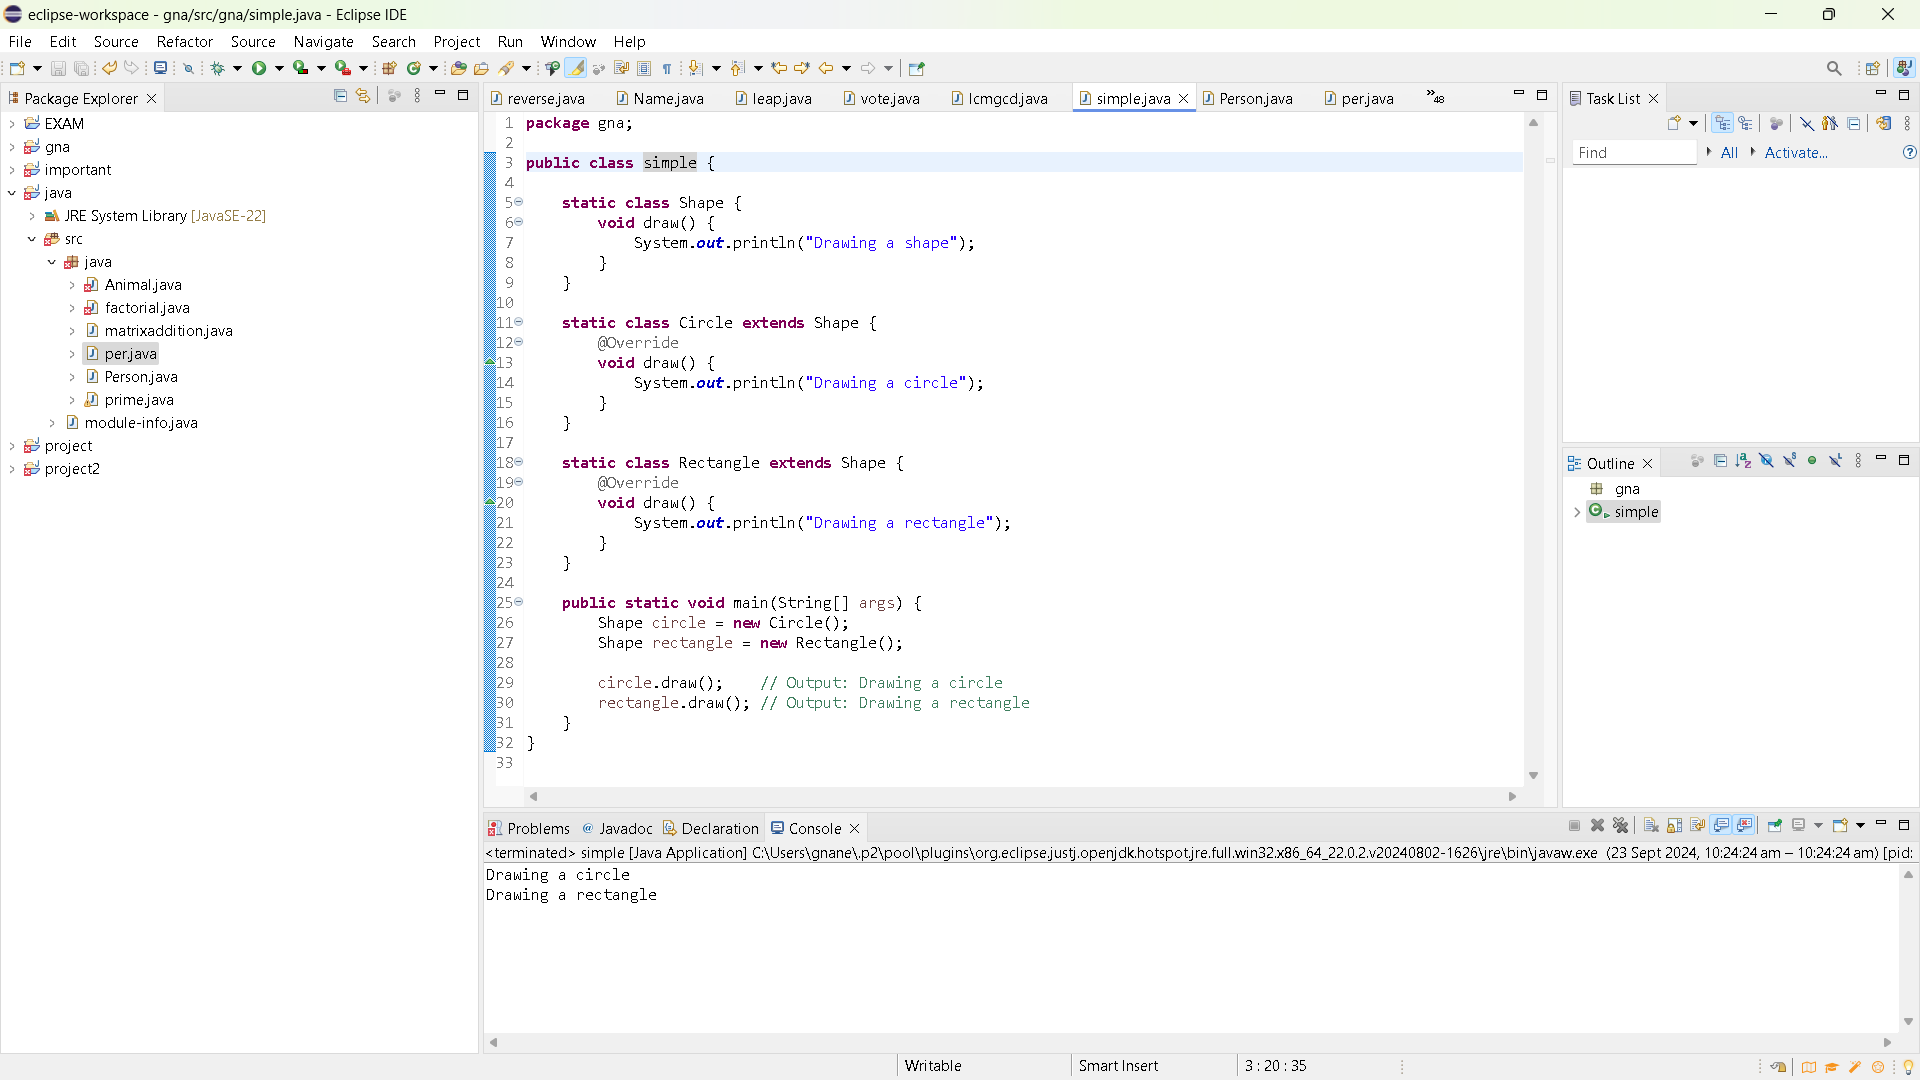 eclipse-workspace - gna/src/gna/simple.java - Eclipse IDE
File Edit Source Refactor Source Navigate Search Project Run Window Help
Package Explorer
EXAM
gna
important
java
JRE System Library [JavaSE-22]
src
java
Animal.java
factorial.java
matrixaddition.java
per.java
Person.java
prime.java
module-info.java
project
project2
reverse.java Name.java leap.java vote.java lcmgcd.java simple.java Person.java per.java »48
1 package gna;
2
3 public class simple {
4
5 static class Shape {
6 void draw() {
7 System.out.println("Drawing a shape");
8 }
9 }
10
11 static class Circle extends Shape {
12 @Override
13 void draw() {
14 System.out.println("Drawing a circle");
15 }
16 }
17
18 static class Rectangle extends Shape {
19 @Override
20 void draw() {
21 System.out.println("Drawing a rectangle");
22 }
23 }
24
25 public static void main(String[] args) {
26 Shape circle = new Circle();
27 Shape rectangle = new Rectangle();
28
29 circle.draw(); // Output: Drawing a circle
30 rectangle.draw(); // Output: Drawing a rectangle
31 }
32 }
33
Task List
Find All Activate...
Outline
gna
simple
Problems Javadoc Declaration Console
<terminated> simple [Java Application] C:\Users\gnane\.p2\pool\plugins\org.eclipse.justj.openjdk.hotspot.jre.full.win32.x86_64_22.0.2.v20240802-1626\jre\bin\javaw.exe (23 Sept 2024, 10:24:24 am – 10:24:24 am) [pid:
Drawing a circle
Drawing a rectangle
Writable Smart Insert 3 : 20 : 35